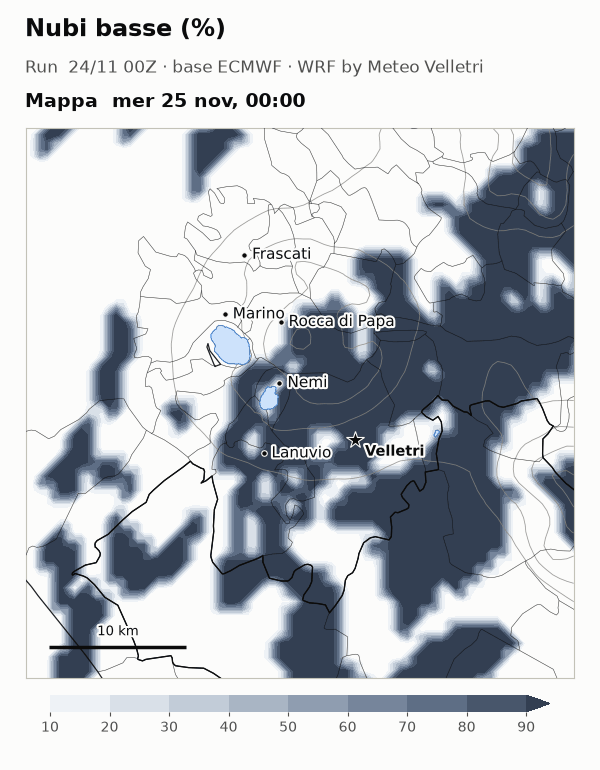 Nubi basse (%)
Run 24/11 00Z · base ECMWF · WRF by Meteo Velletri
Mappa mer 25 nov, 00:00
Frascati
Marino
Rocca di Papa
Nemi
Velletri
Lanuvio
10 km
10 20 30 40 50 60 70 80 90